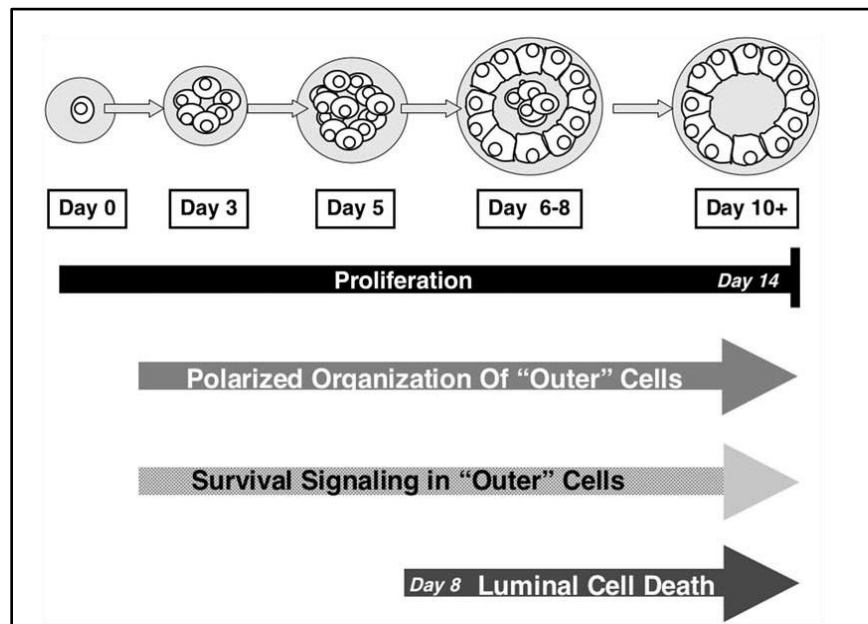 Day 0 Day 3 Day 5 Day 6-8 Day 10+
Proliferation Day 14
Polarized Organization Of “Outer” Cells
Survival Signaling in “Outer” Cells
Day 8 Luminal Cell Death